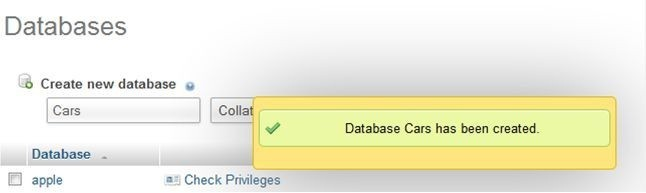 Databases
Create new database
Cars
Collat
Database Cars has been created.
Database
apple Check Privileges